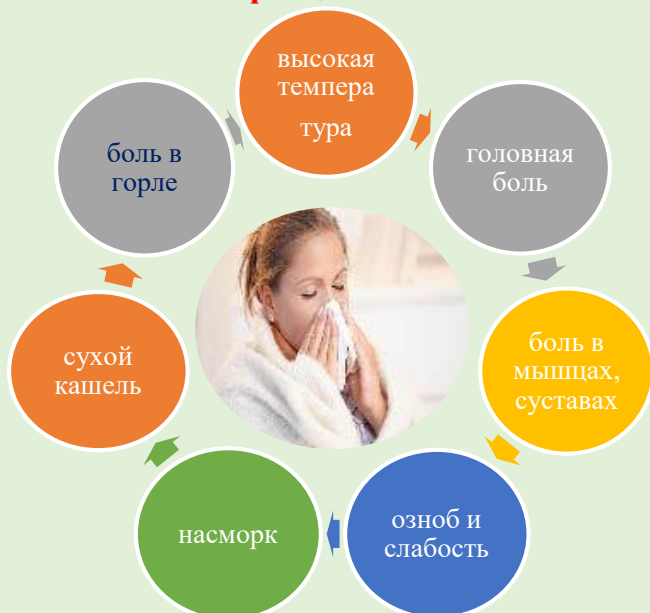 высокая
темпера
тура
головная
боль
боль в
мышцах,
суставах
озноб и
слабость
насморк
сухой
кашель
боль в
горле